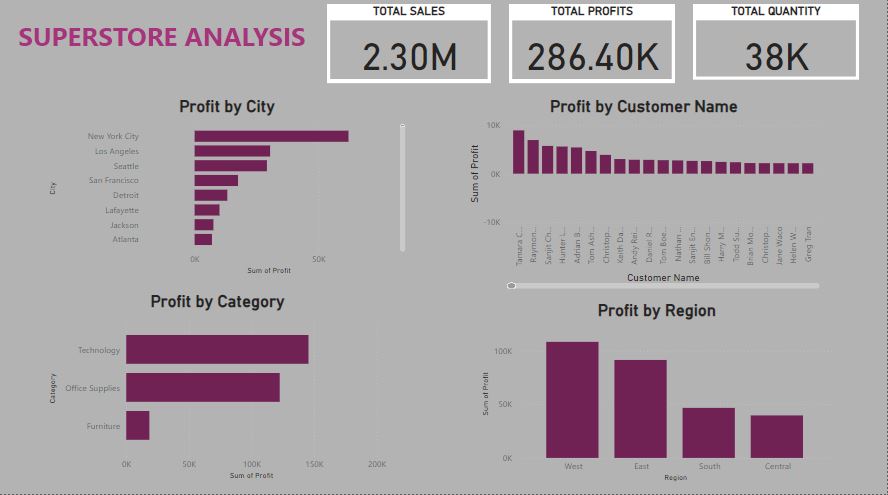 SUPERSTORE ANALYSIS
TOTAL SALES
2.30M
TOTAL PROFITS
286.40K
TOTAL QUANTITY
38K
Profit by City
City
New York City
Los Angeles
Seattle
San Francisco
Detroit
Lafayette
Jackson
Atlanta
0K 50K
Sum of Profit
Profit by Customer Name
Sum of Profit
10K
0K
-10K
Tamara C...
Raymon...
Sanjit Ch...
Hunter L...
Adrian B...
Tom Ash...
Christop...
Keith Da...
Andy Rei...
Daniel R...
Tom Boe...
Nathan ...
Sanjit En...
Bill Shon...
Harry M...
Todd Su...
Brian Mo...
Christop...
Jane Waco
Helen W...
Greg Tran
Customer Name
Profit by Category
Category
Technology
Office Supplies
Furniture
0K 50K 100K 150K 200K
Sum of Profit
Profit by Region
Sum of Profit
100K
50K
0K
West East South Central
Region